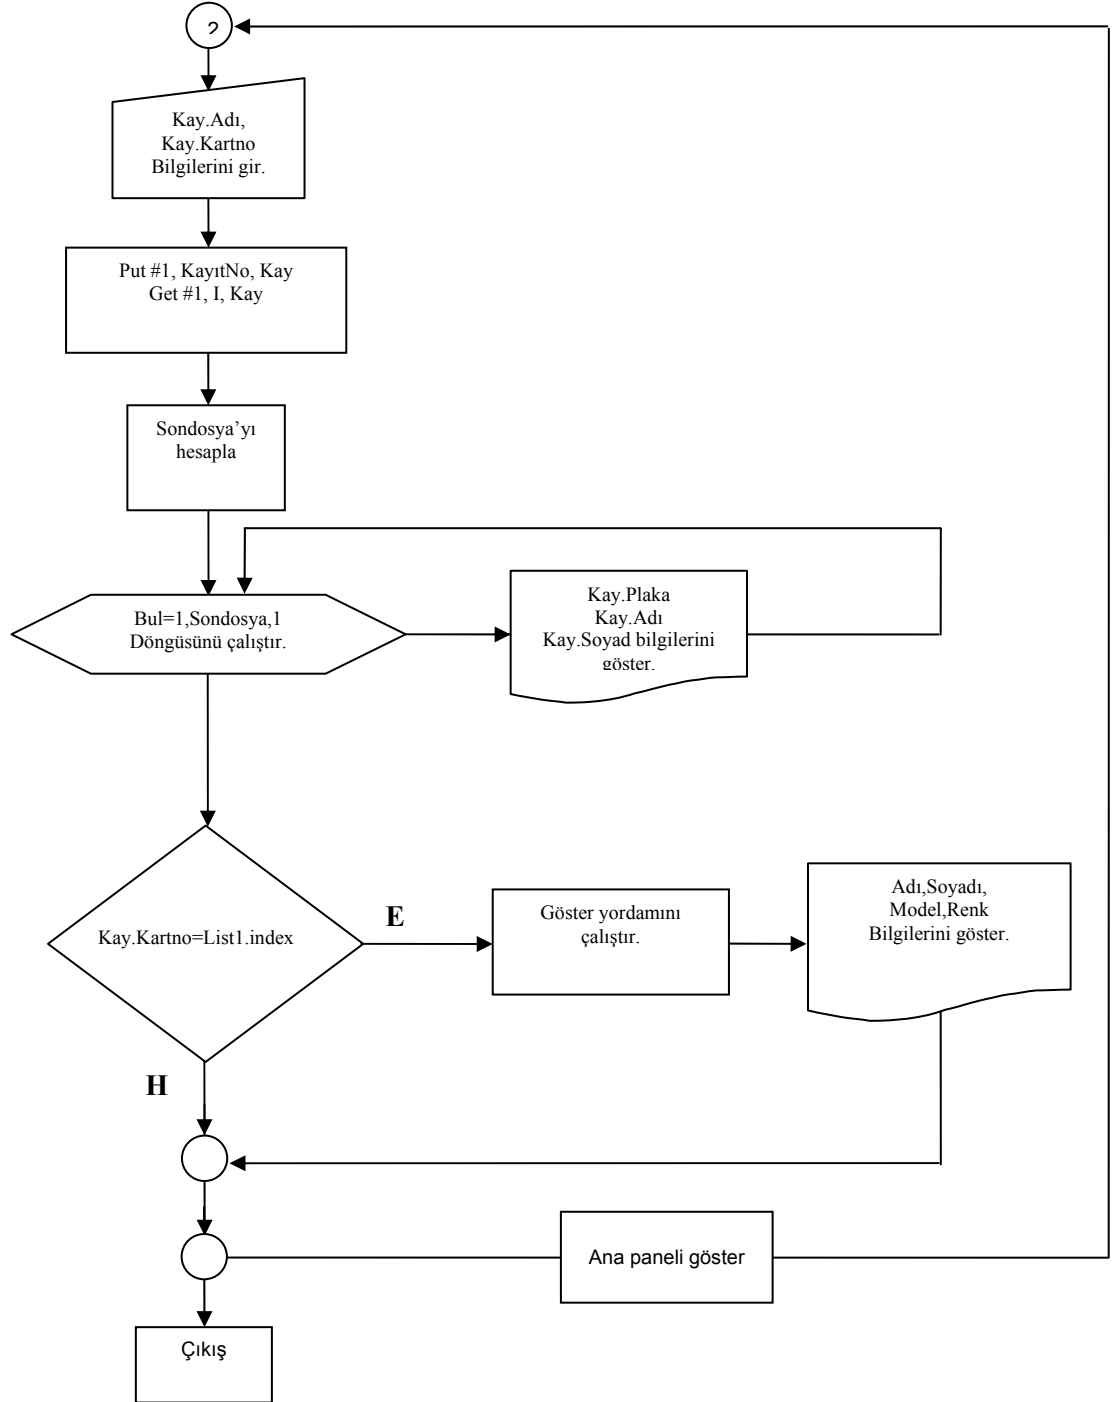 2
Kay.Adı,
Kay.Kartno
Bilgilerini gir.
Put #1, KayıtNo, Kay
Get #1, I, Kay
Sondosya’yı
hesapla
Bul=1,Sondosya,1
Döngüsünü çalıştır.
Kay.Plaka
Kay.Adı
Kay.Soyad bilgilerini
göster.
Kay.Kartno=List1.index
E
Göster yordamını
çalıştır.
Adı,Soyadı,
Model,Renk
Bilgilerini göster.
H
Ana paneli göster
Çıkış